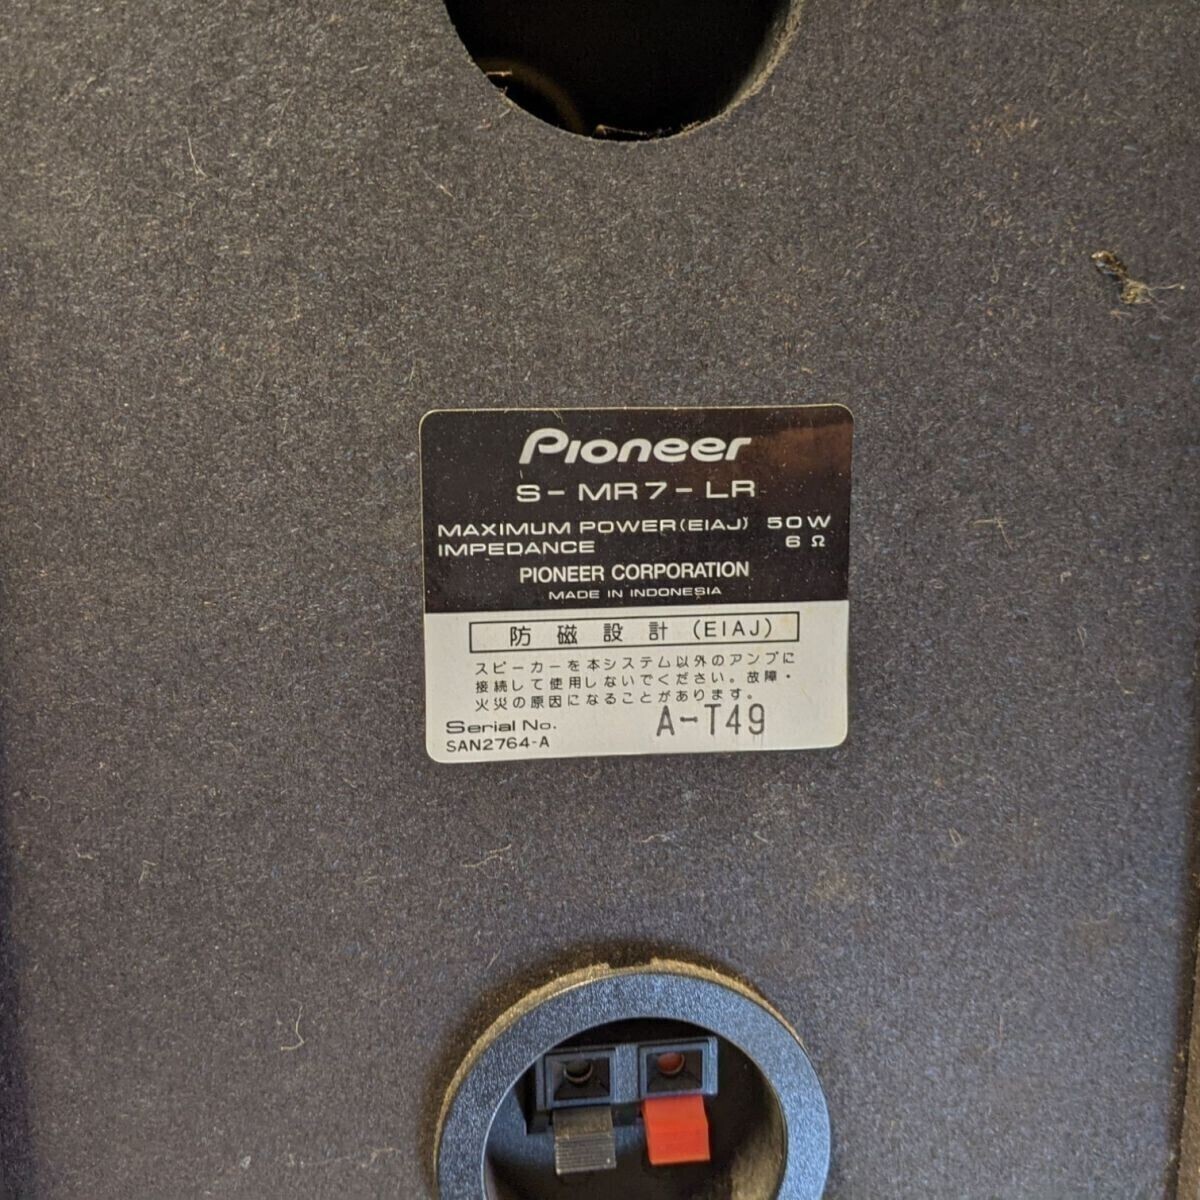 Pioneer
S-MR7-LR
MAXIMUM POWER(EIAJ) 50W
IMPEDANCE 6Ω
PIONEER CORPORATION
MADE IN INDONESIA
防磁設計(EIAJ)
スピーカーを本システム以外のアンプに
接続して使用しないでください。故障・
火災の原因になることがあります。
Serial No. A-T49
SAN2764-A